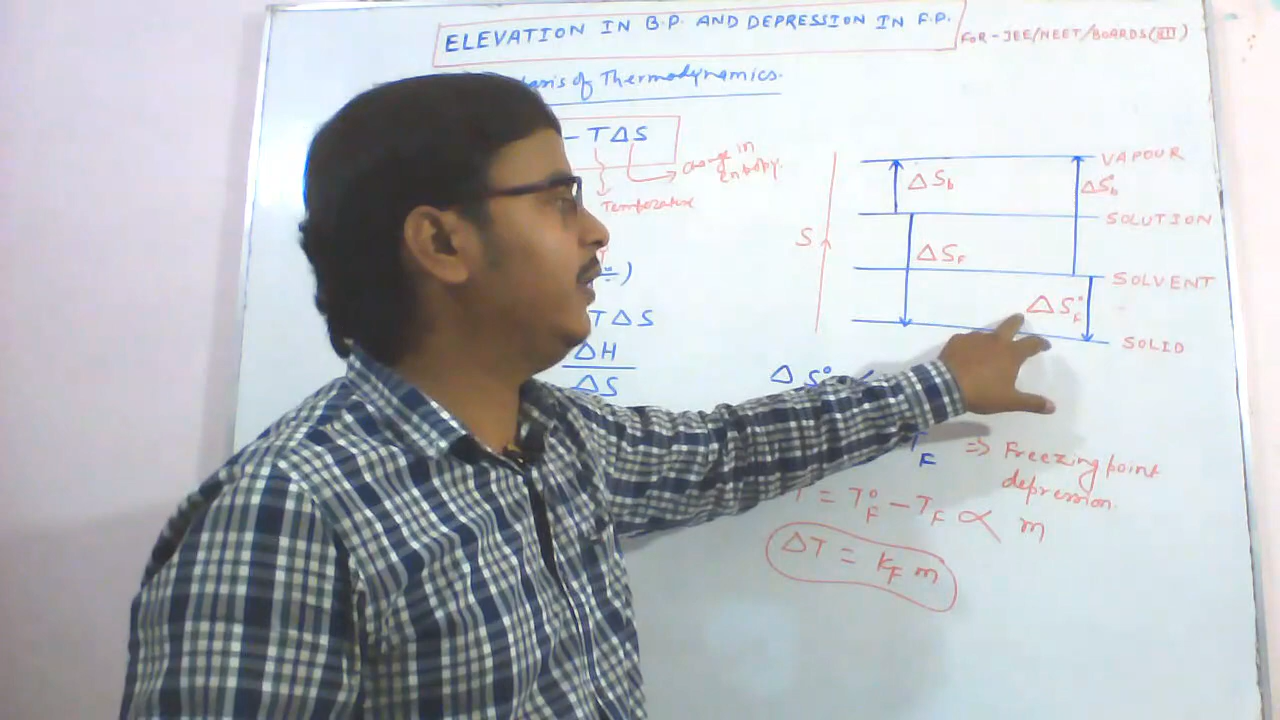 ELEVATION IN B.P. AND DEPRESSION IN F.P.
FOR - JEE/NEET/BOARDS(XII)
basis of Thermodynamics.
- TΔS
Change in
Entropy.
Temperature
TΔS
ΔH
ΔS
S
VAPOUR
ΔS_b
ΔS°_b
SOLUTION
ΔS_F
SOLVENT
ΔS°_F
SOLID
ΔS° <
T_F ⇒ Freezing point
depression.
T = T°_F - T_F ∝ m
ΔT = K_F m